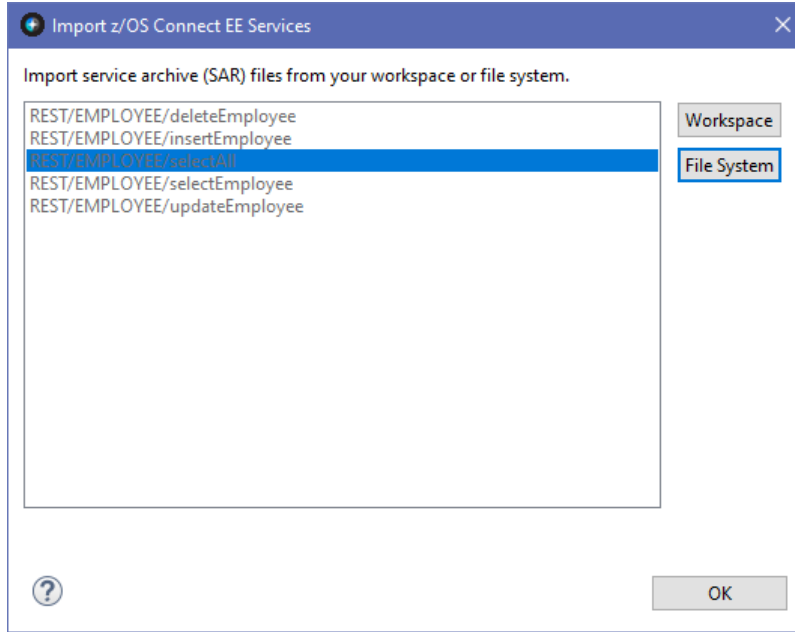 Import z/OS Connect EE Services
Import service archive (SAR) files from your workspace or file system.
REST/EMPLOYEE/deleteEmployee
REST/EMPLOYEE/insertEmployee
REST/EMPLOYEE/selectAll
REST/EMPLOYEE/selectEmployee
REST/EMPLOYEE/updateEmployee
Workspace
File System
?
OK